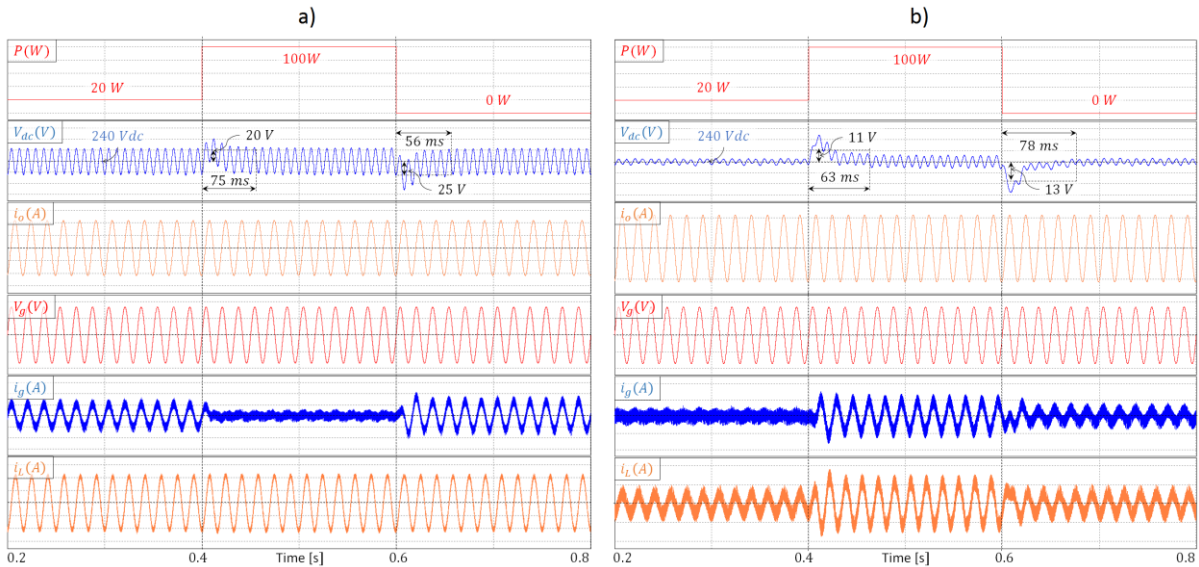 a)
P(W)
100W
20 W
0 W
V_dc(V)
240 Vdc
20 V
56 ms
75 ms
25 V
i_o(A)
V_g(V)
i_g(A)
i_L(A)
0.2 0.4 Time [s] 0.6 0.8
b)
P(W)
100W
20 W
0 W
V_dc(V)
240 Vdc
11 V
78 ms
63 ms
13 V
i_o(A)
V_g(V)
i_g(A)
i_L(A)
0.2 0.4 Time [s] 0.6 0.8